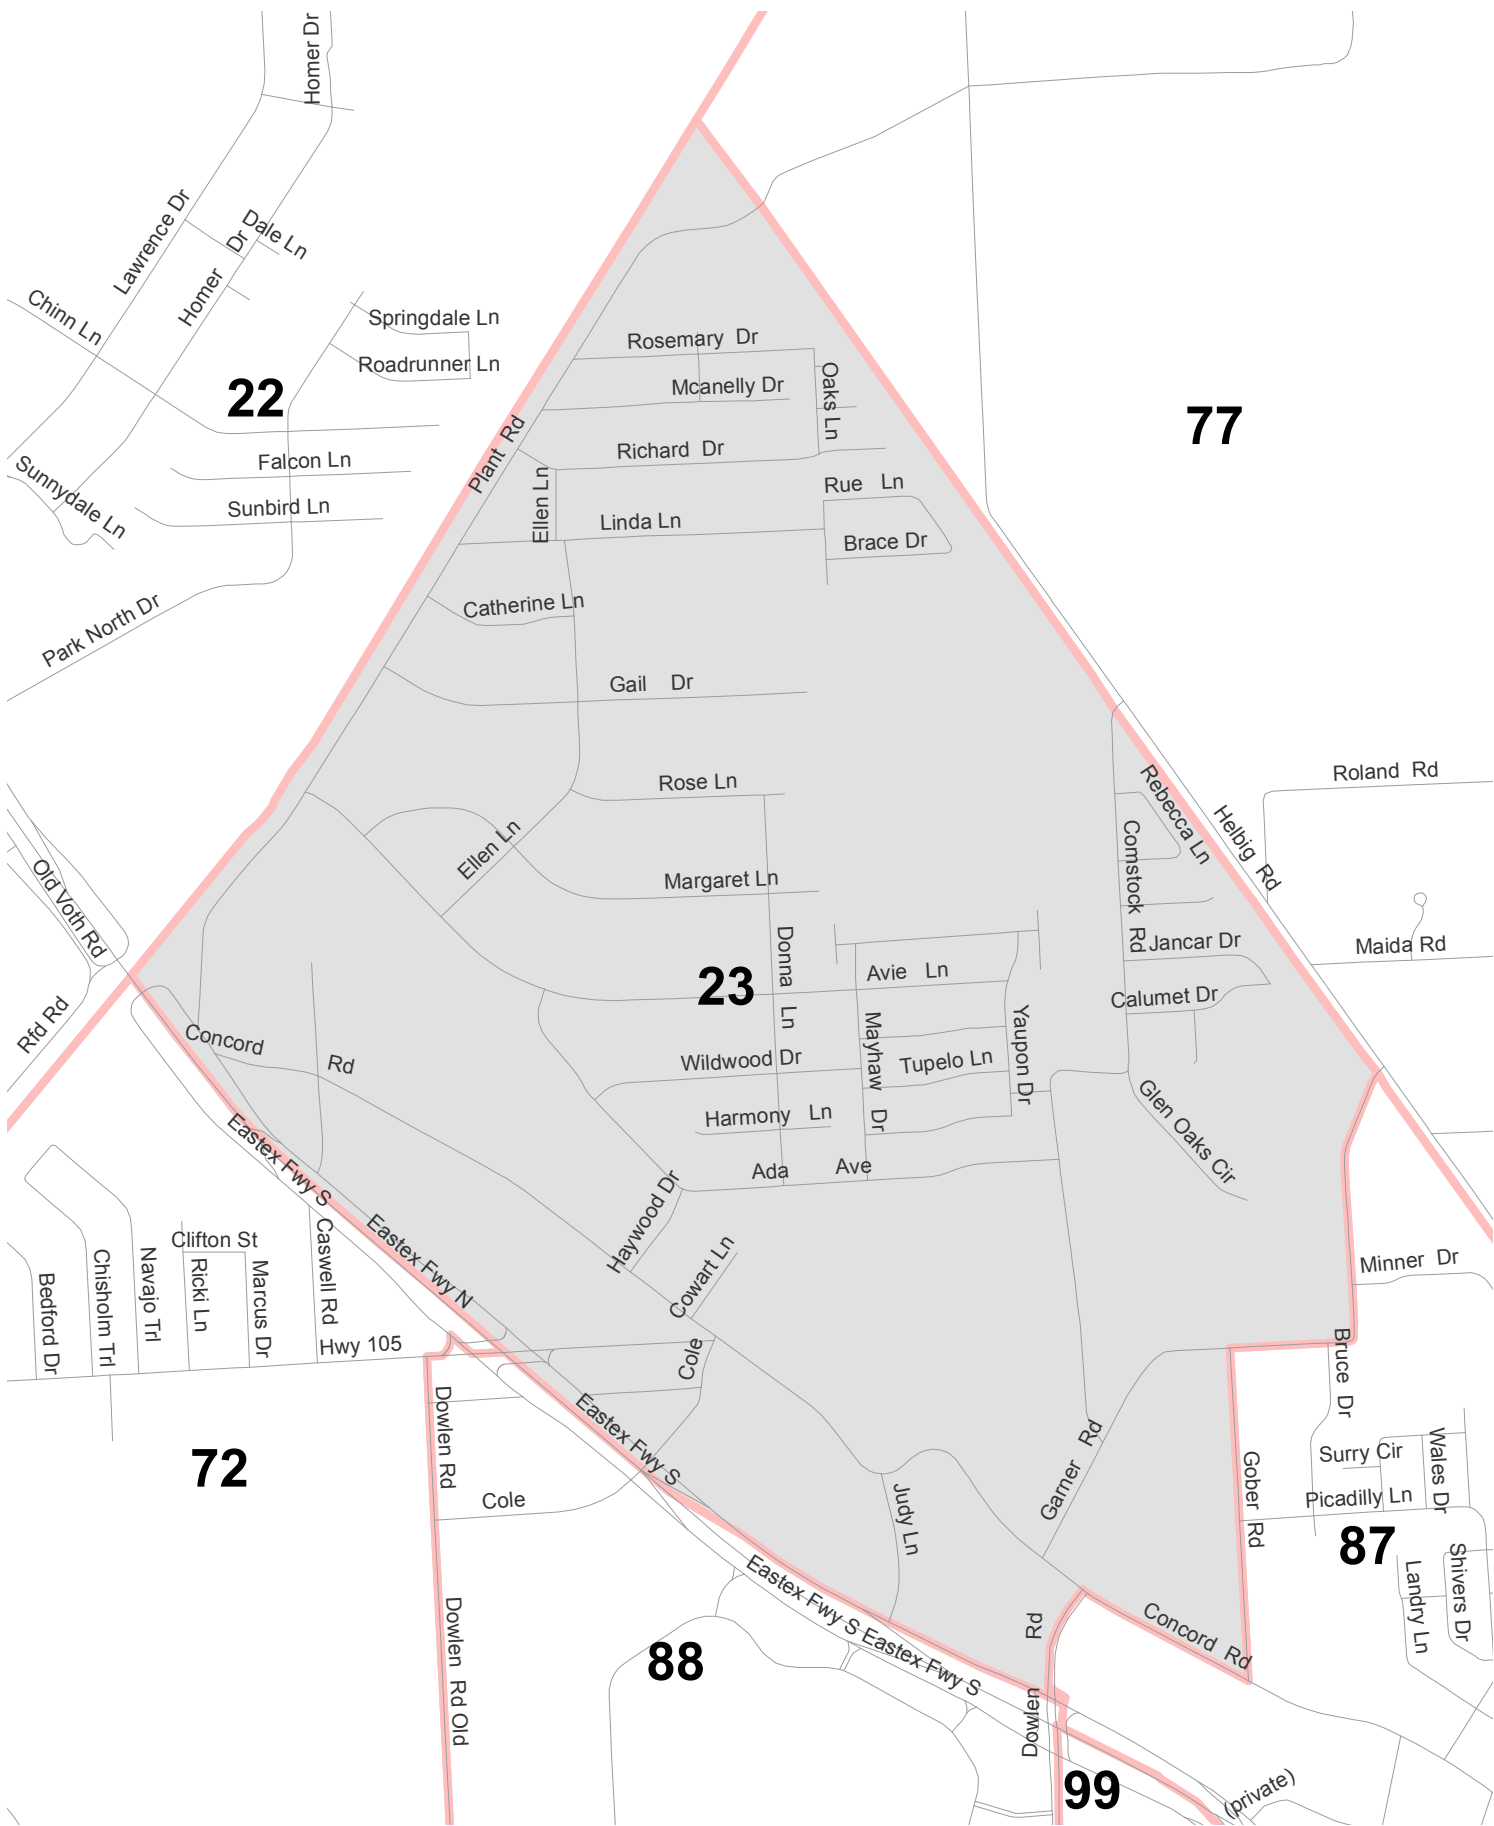 Homer Dr
Lawrence Dr
Dale Ln
Homer Dr
Chinn Ln
Springdale Ln
Roadrunner Ln
22
Falcon Ln
Sunnydale Ln
Sunbird Ln
Park North Dr
Plant Rd
Rosemary Dr
Mcanelly Dr
Oaks Ln
Richard Dr
Ellen Ln
Rue Ln
Linda Ln
Brace Dr
77
Catherine Ln
Gail Dr
Rose Ln
Ellen Ln
Margaret Ln
Rebecca Ln
Helbig Rd
Roland Rd
Comstock Rd
Old Voth Rd
Rfd Rd
Donna Ln
23
Avie Ln
Jancar Dr
Maida Rd
Calumet Dr
Concord Rd
Mayhaw Dr
Yaupon Dr
Wildwood Dr
Tupelo Ln
Harmony Ln
Glen Oaks Cir
Ada Ave
Eastex Fwy S
Haywood Dr
Eastex Fwy N
Cowart Ln
Clifton St
Bedford Dr
Chisholm Trl
Navajo Trl
Ricki Ln
Marcus Dr
Caswell Rd
Hwy 105
Cole
Minner Dr
Bruce Dr
72
Dowlen Rd
Eastex Fwy S
Cole
Judy Ln
Garner Rd
Gober Rd
Surry Cir
Wales Dr
Picadilly Ln
87
Landry Ln
Shivers Dr
Dowlen Rd Old
88
Eastex Fwy S
Eastex Fwy S
Dowlen Rd
Concord Rd
99
(private)